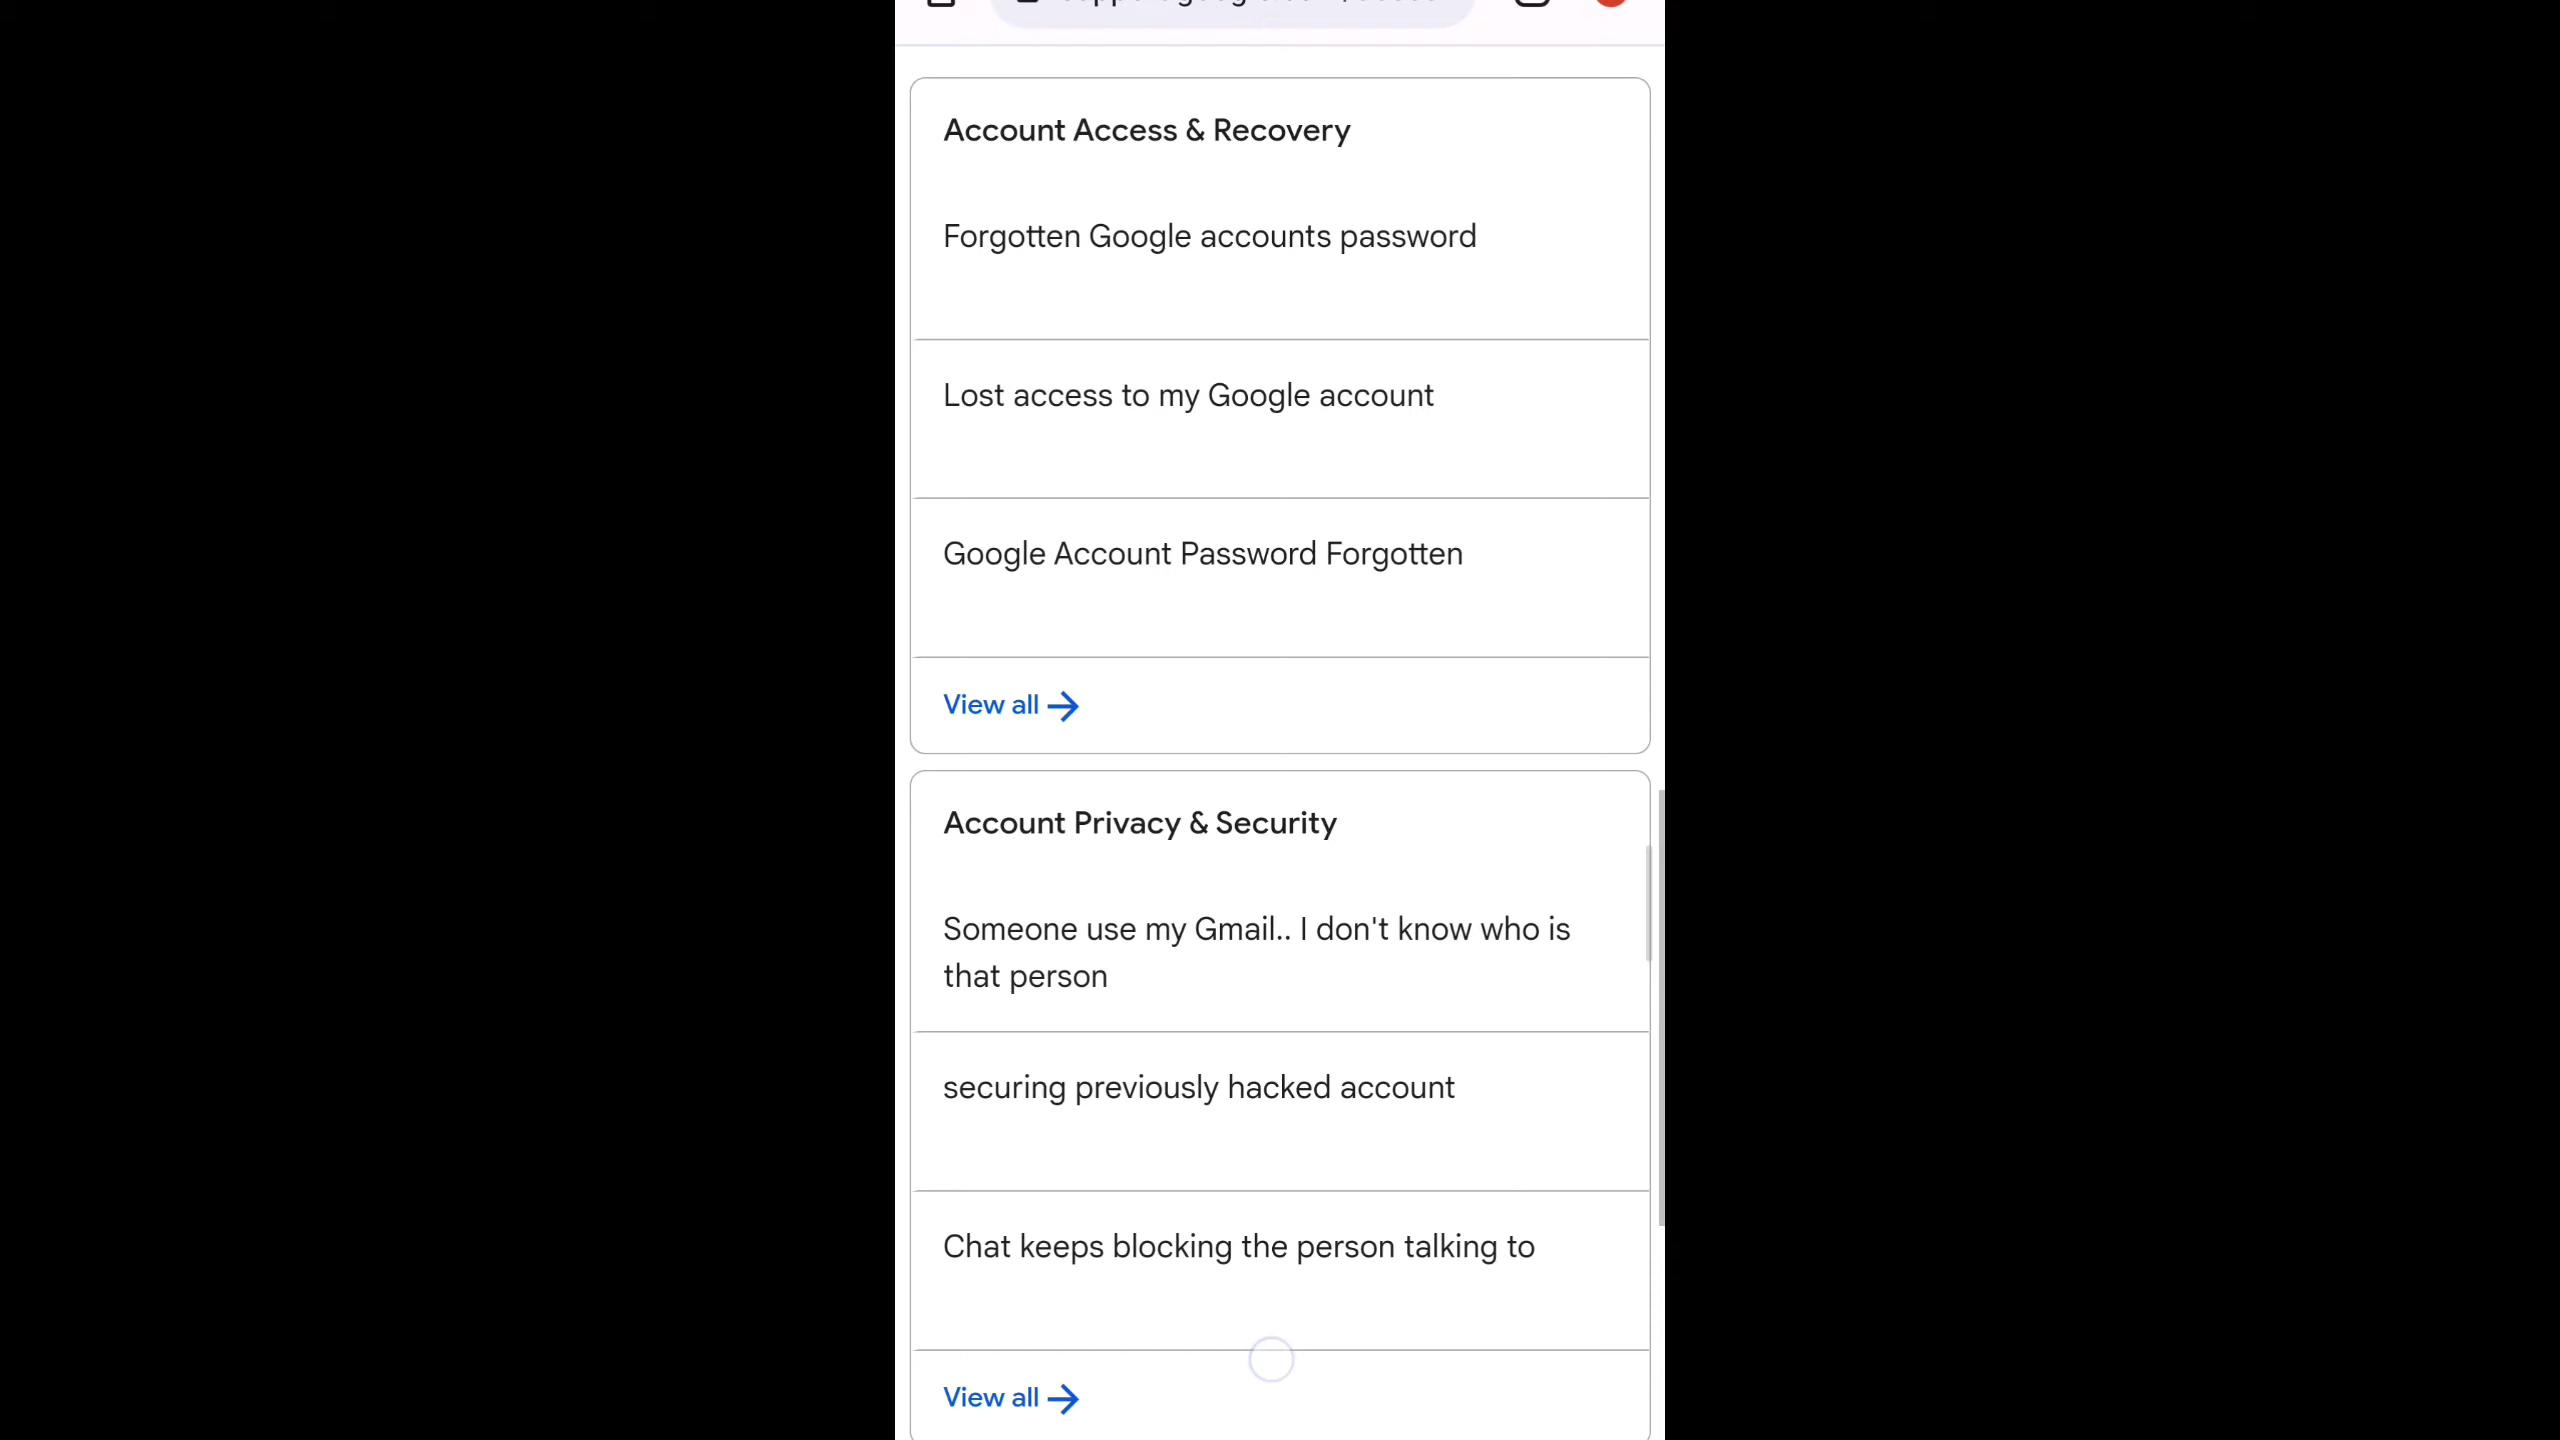 Account Access & Recovery
Forgotten Google accounts password
Lost access to my Google account
Google Account Password Forgotten
View all
Account Privacy & Security
Someone use my Gmail.. I don't know who is
that person
securing previously hacked account
Chat keeps blocking the person talking to
View all